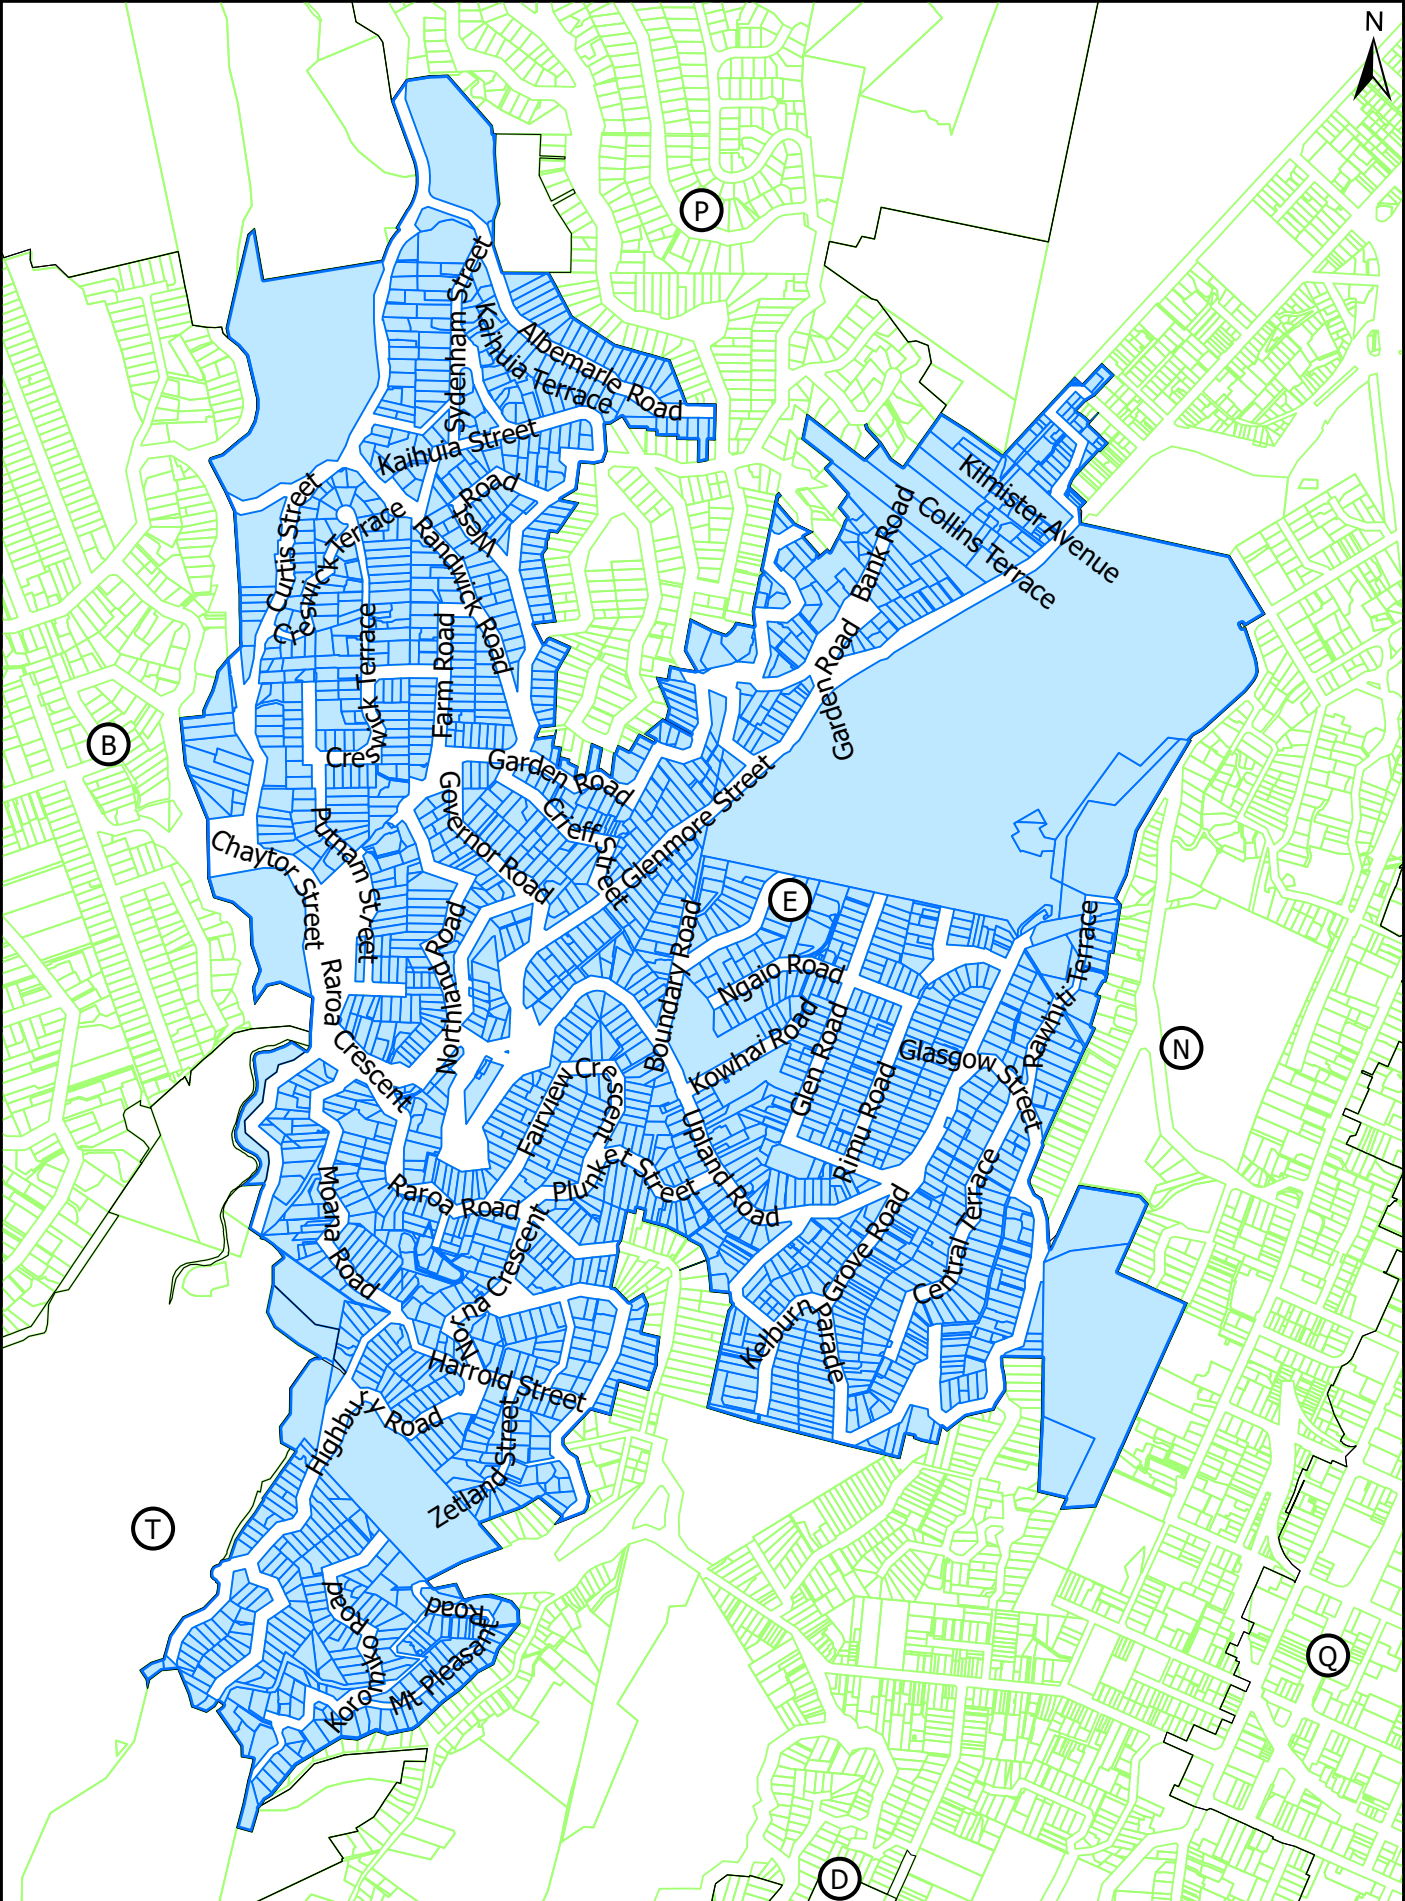 N
P
Sydenham Street
Kaihuia Terrace
Albemarle Road
Kaihuia Street
West Road
Curtis Street
Creswick Terrace
Randwick Road
Kilmister Avenue
Collins Terrace
Bank Road
Creswick Terrace
Farm Road
Garden Road
B
Garden Road
Crieff Street
Governor Road
Glenmore Street
Putnam Street
Chaytor Street
E
Northland Road
Boundary Road
Ngaio Road
Rawhiti Terrace
Raroa Crescent
Kowhai Road
Glen Road
Rimu Road
Glasgow Street
N
Fairview Crescent
Upland Road
Plunket Street
Moana Road
Raroa Road
Central Terrace
Grove Road
Norna Crescent
Kelburn Parade
Harrold Street
Highbury Road
Zetland Street
T
Koromiko Road
Mt Pleasant Road
Q
D